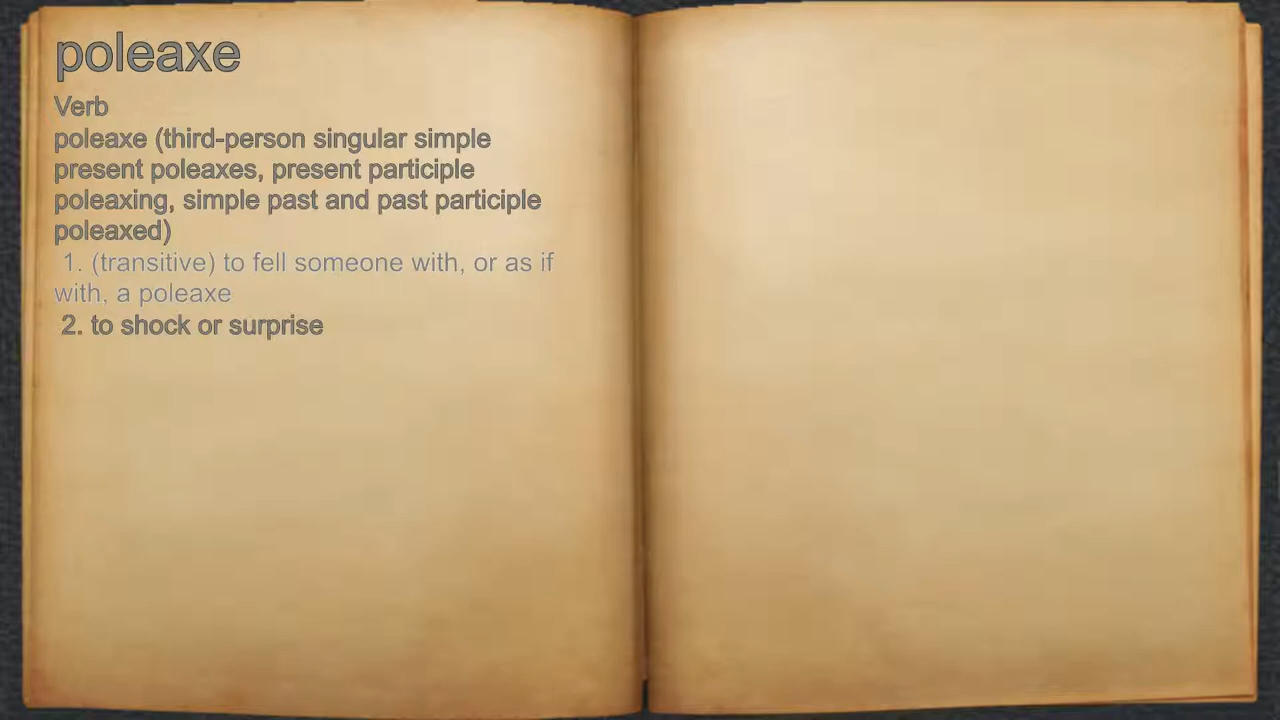 poleaxe
Verb
poleaxe (third-person singular simple
present poleaxes, present participle
poleaxing, simple past and past participle
poleaxed)
1. (transitive) to fell someone with, or as if
with, a poleaxe
2. to shock or surprise